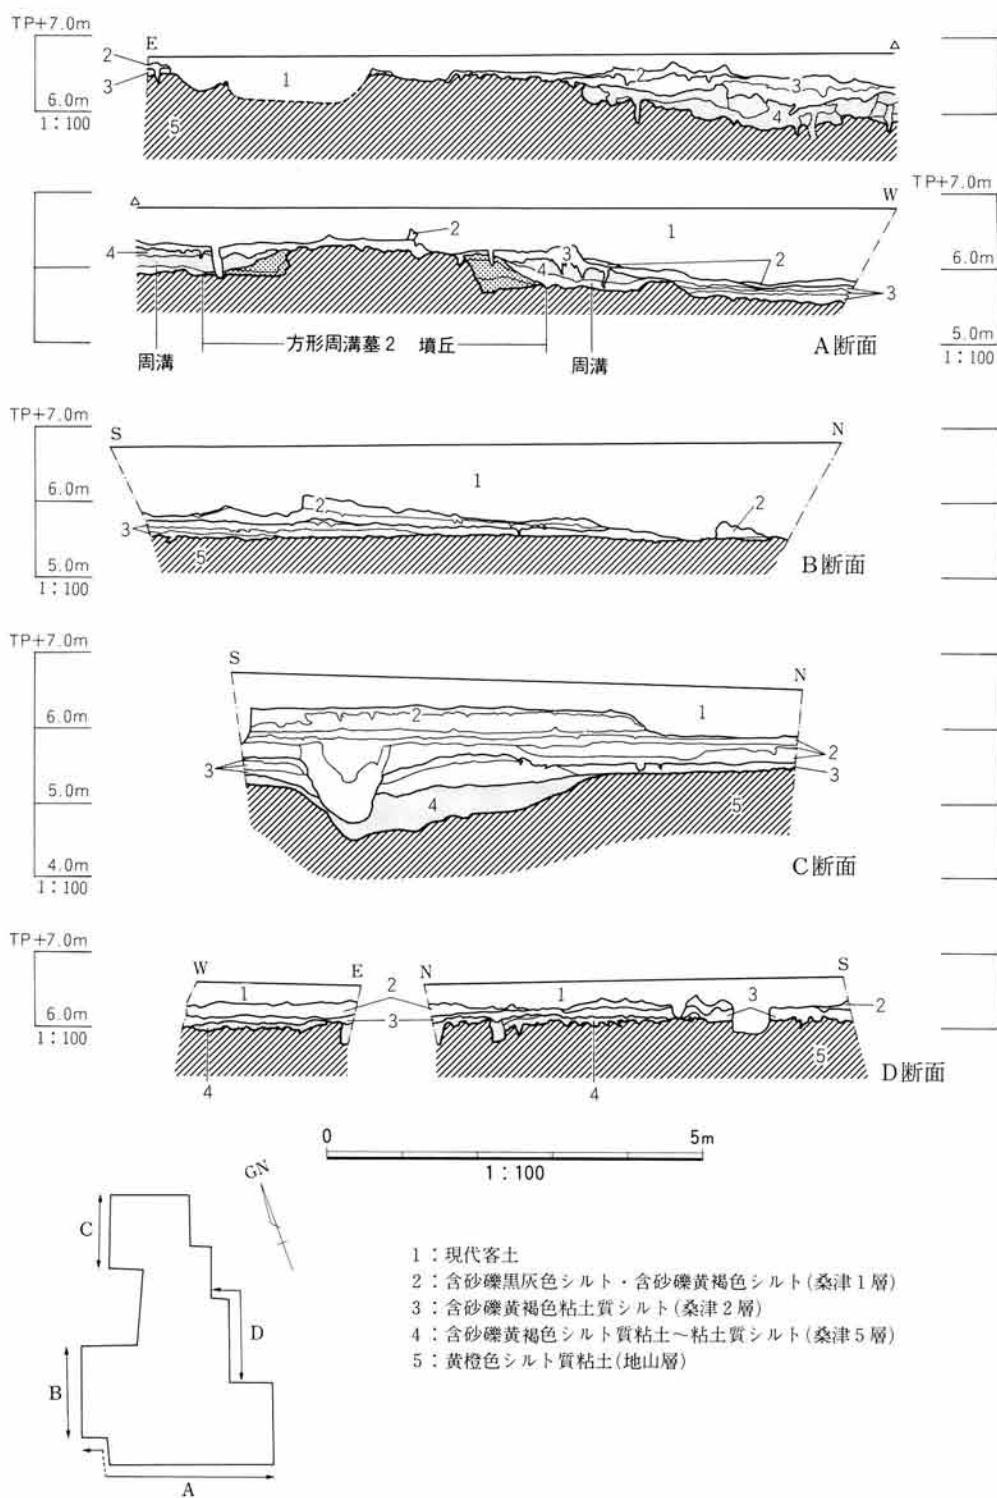 TP+7.0m
E
2
3
1
2
3
4
6.0m
1：100
5
TP+7.0m
W
2
1
4
3
4
2
6.0m
3
方形周溝墓2　墳丘
周溝
周溝
A断面
5.0m
1：100
TP+7.0m
S
N
1
6.0m
2
2
3
5
5.0m
1：100
B断面
TP+7.0m
S
N
1
6.0m
2
2
3
3
5.0m
4
5
4.0m
1：100
C断面
TP+7.0m
W
E
N
S
1
2
1
3
2
6.0m
3
1：100
5
4
4
D断面
0
5m
1：100
GN
C
D
B
A
1：現代客土
2：含砂礫黒灰色シルト・含砂礫黄褐色シルト(桑津1層)
3：含砂礫黄褐色粘土質シルト(桑津2層)
4：含砂礫黄褐色シルト質粘土～粘土質シルト(桑津5層)
5：黄橙色シルト質粘土(地山層)